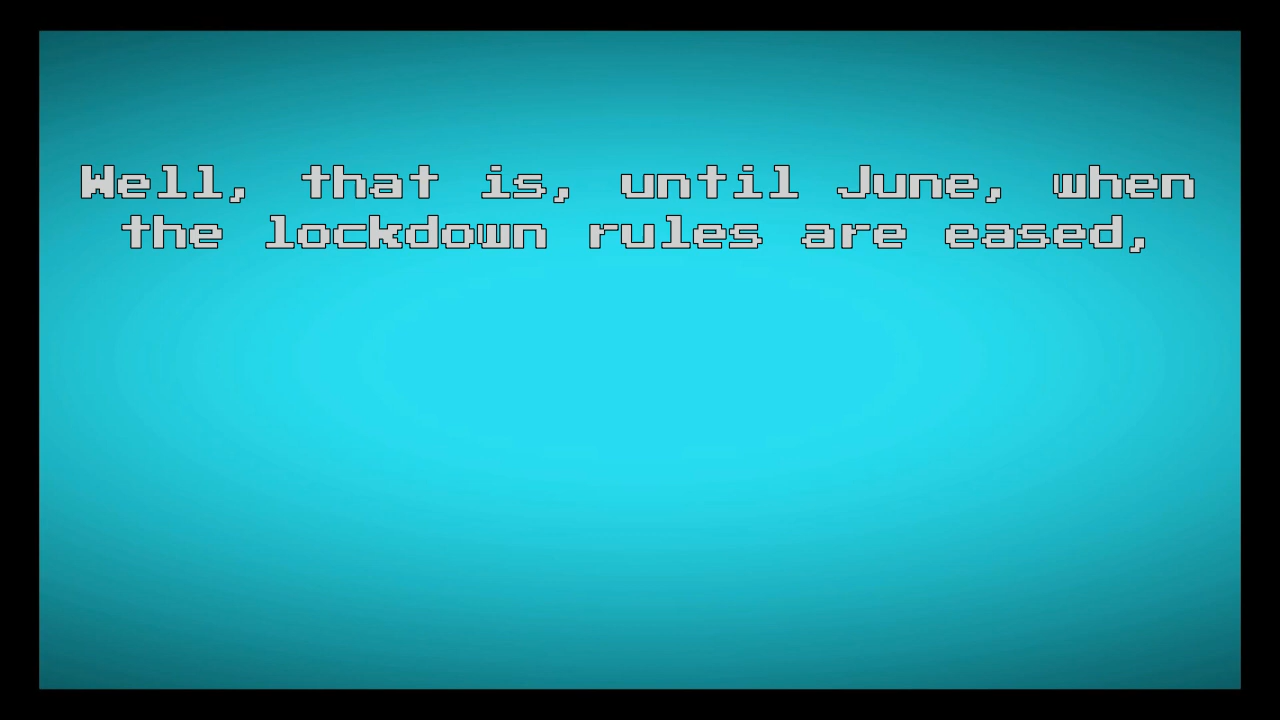 Well, that is, until June, when
the lockdown rules are eased,